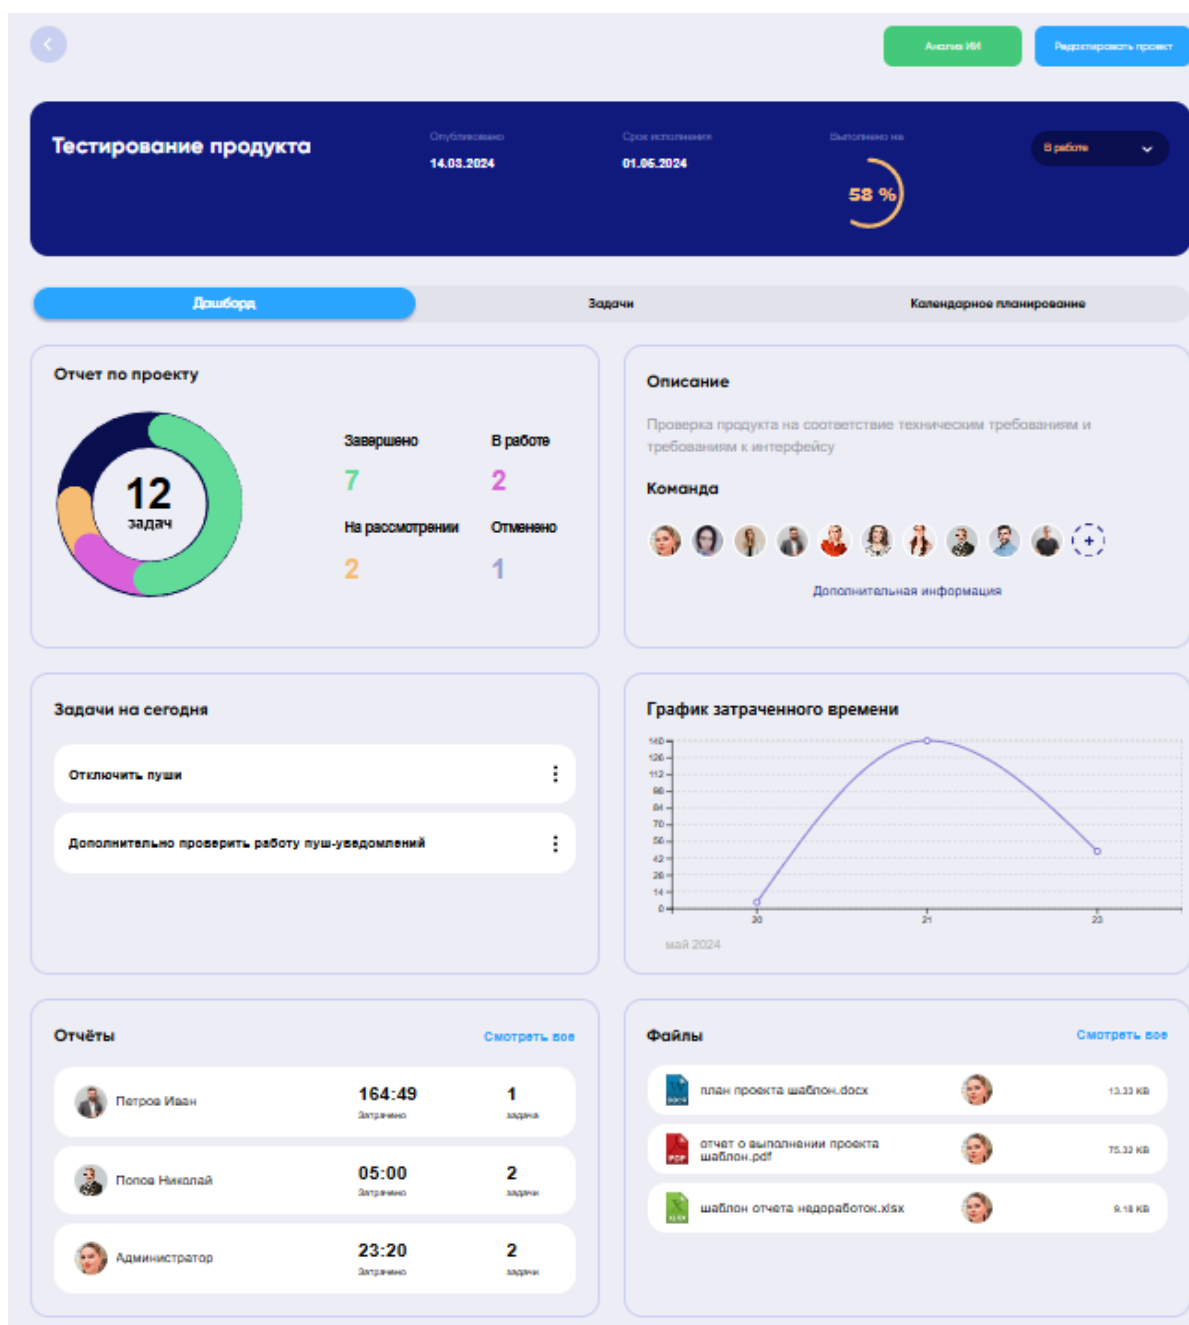 Анализ ИИ
Редактировать проект
Тестирование продукта
Опубликовано
14.03.2024
Срок исполнения
01.06.2024
Выполнено на
58 %
В работе
Дашборд
Задачи
Календарное планирование
Отчет по проекту
12
задач
Завершено
7
В работе
2
На рассмотрении
2
Отменено
1
Описание
Проверка продукта на соответствие техническим требованиям и
требованиям к интерфейсу
Команда
Дополнительная информация
Задачи на сегодня
Отключить пуши
Дополнительно проверить работу пуш-уведомлений
График затраченного времени
140
126
112
98
84
70
56
42
28
14
0
20
21
23
май 2024
Отчёты
Смотреть все
Петров Иван
164:49
Затрачено
1
задача
Попов Николай
05:00
Затрачено
2
задачи
Администратор
23:20
Затрачено
2
задачи
Файлы
Смотреть все
DOCX
план проекта шаблон.docx
13.33 KB
PDF
отчет о выполнении проекта
шаблон.pdf
75.33 KB
XLSX
шаблон отчета недоработок.xlsx
9.18 KB